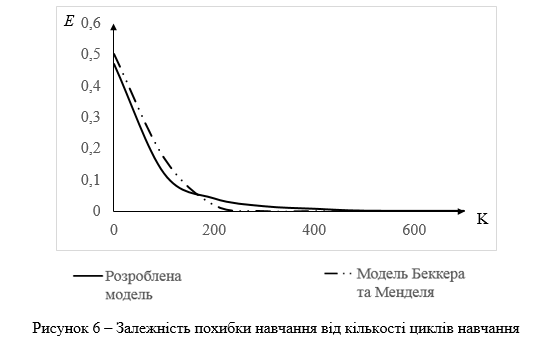 E
0,6
0,5
0,4
0,3
0,2
0,1
0
0 200 400 600 K
Розроблена модель
Модель Беккера та Менделя
Рисунок 6 – Залежність похибки навчання від кількості циклів навчання